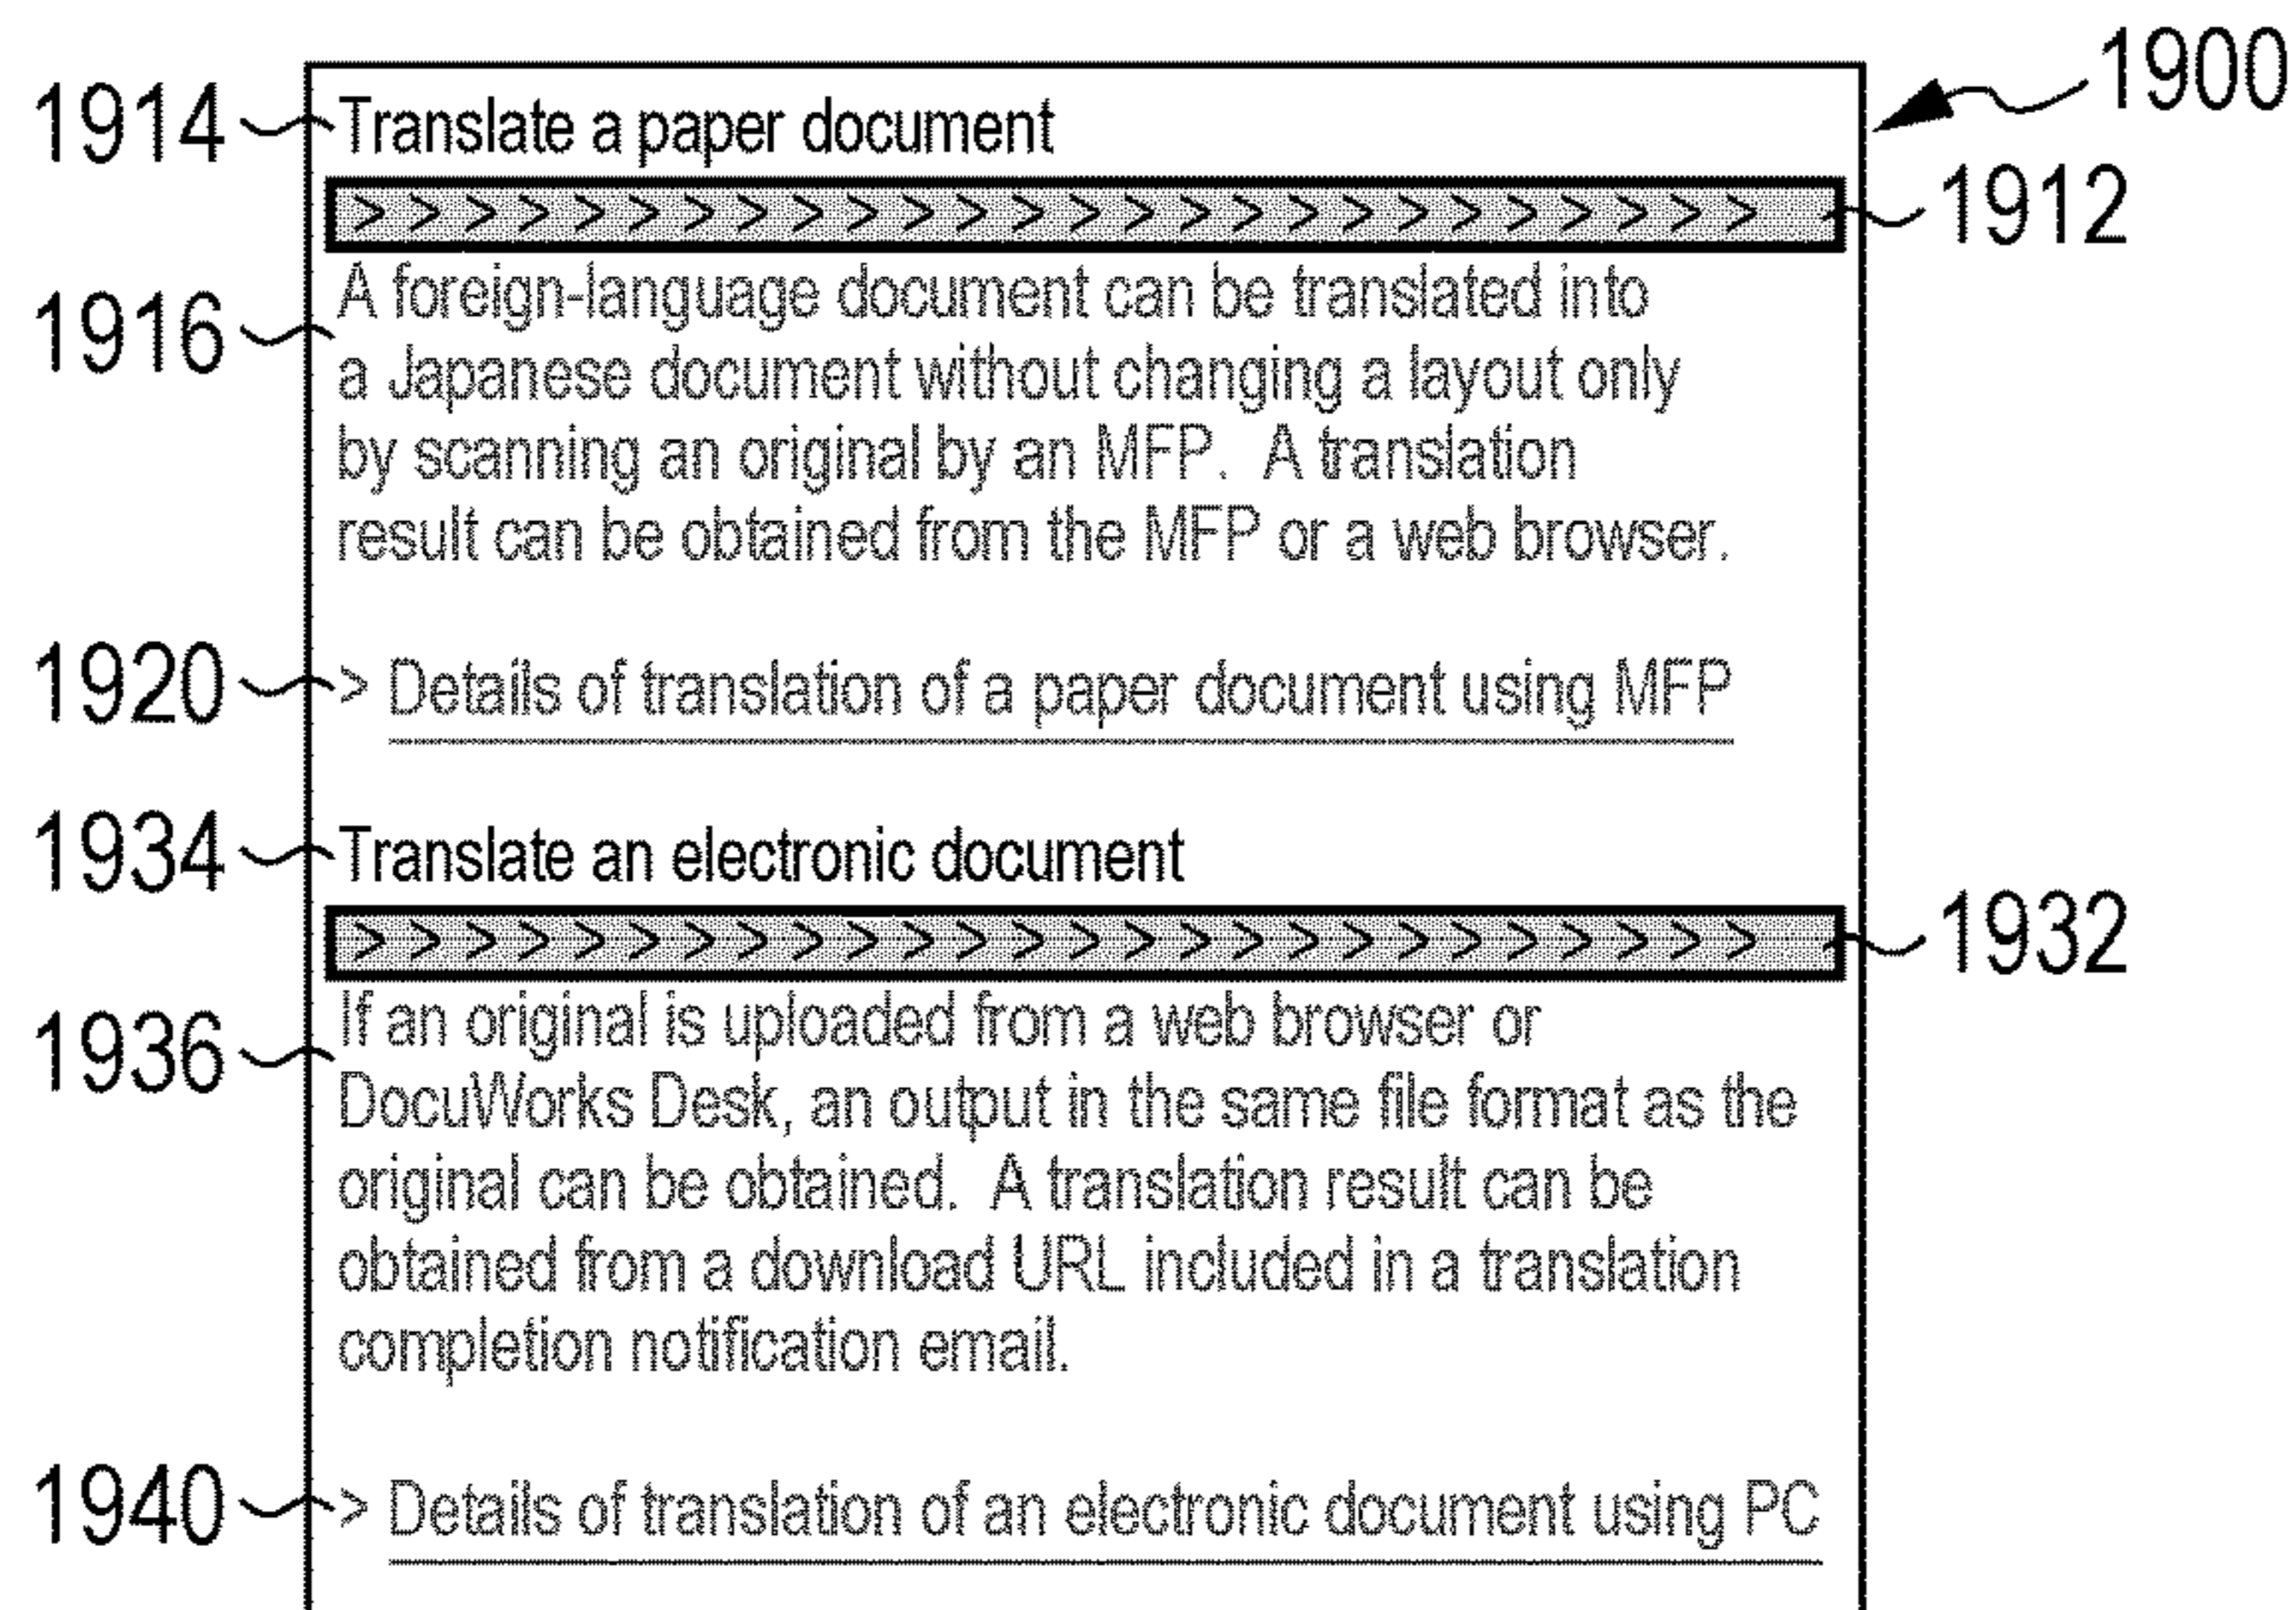 1900
1914 Translate a paper document
> > > > > > > > > > > > > > > > > > > > > > > > > > 1912
1916 A foreign-language document can be translated into
a Japanese document without changing a layout only
by scanning an original by an MFP. A translation
result can be obtained from the MFP or a web browser.
1920 > Details of translation of a paper document using MFP
1934 Translate an electronic document
> > > > > > > > > > > > > > > > > > > > > > > > > > 1932
1936 If an original is uploaded from a web browser or
DocuWorks Desk, an output in the same file format as the
original can be obtained. A translation result can be
obtained from a download URL included in a translation
completion notification email.
1940 > Details of translation of an electronic document using PC